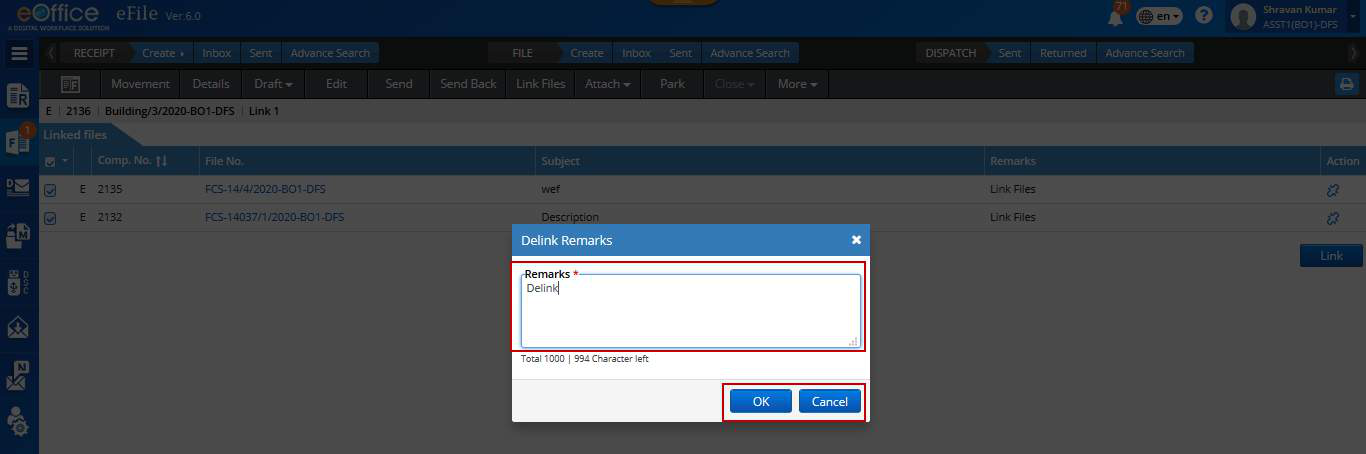 eOffice eFile Ver.6.0 71 en ? Shravan Kumar
A DIGITAL WORKPLACE SOLUTION ASST1(BO1)-DFS
RECEIPT Create Inbox Sent Advance Search FILE Create Inbox Sent Advance Search DISPATCH Sent Returned Advance Search
Movement Details Draft Edit Send Send Back Link Files Attach Park Close More
E 2136 Building/3/2020-BO1-DFS Link 1
1
Linked files
Comp. No. File No. Subject Remarks Action
E 2135 FCS-14/4/2020-BO1-DFS wef Link Files
E 2132 FCS-14037/1/2020-BO1-DFS Description Link Files
Link
Delink Remarks
Remarks *
Delink
Total 1000 | 994 Character left
OK Cancel
R
F
D
M
DSC
N